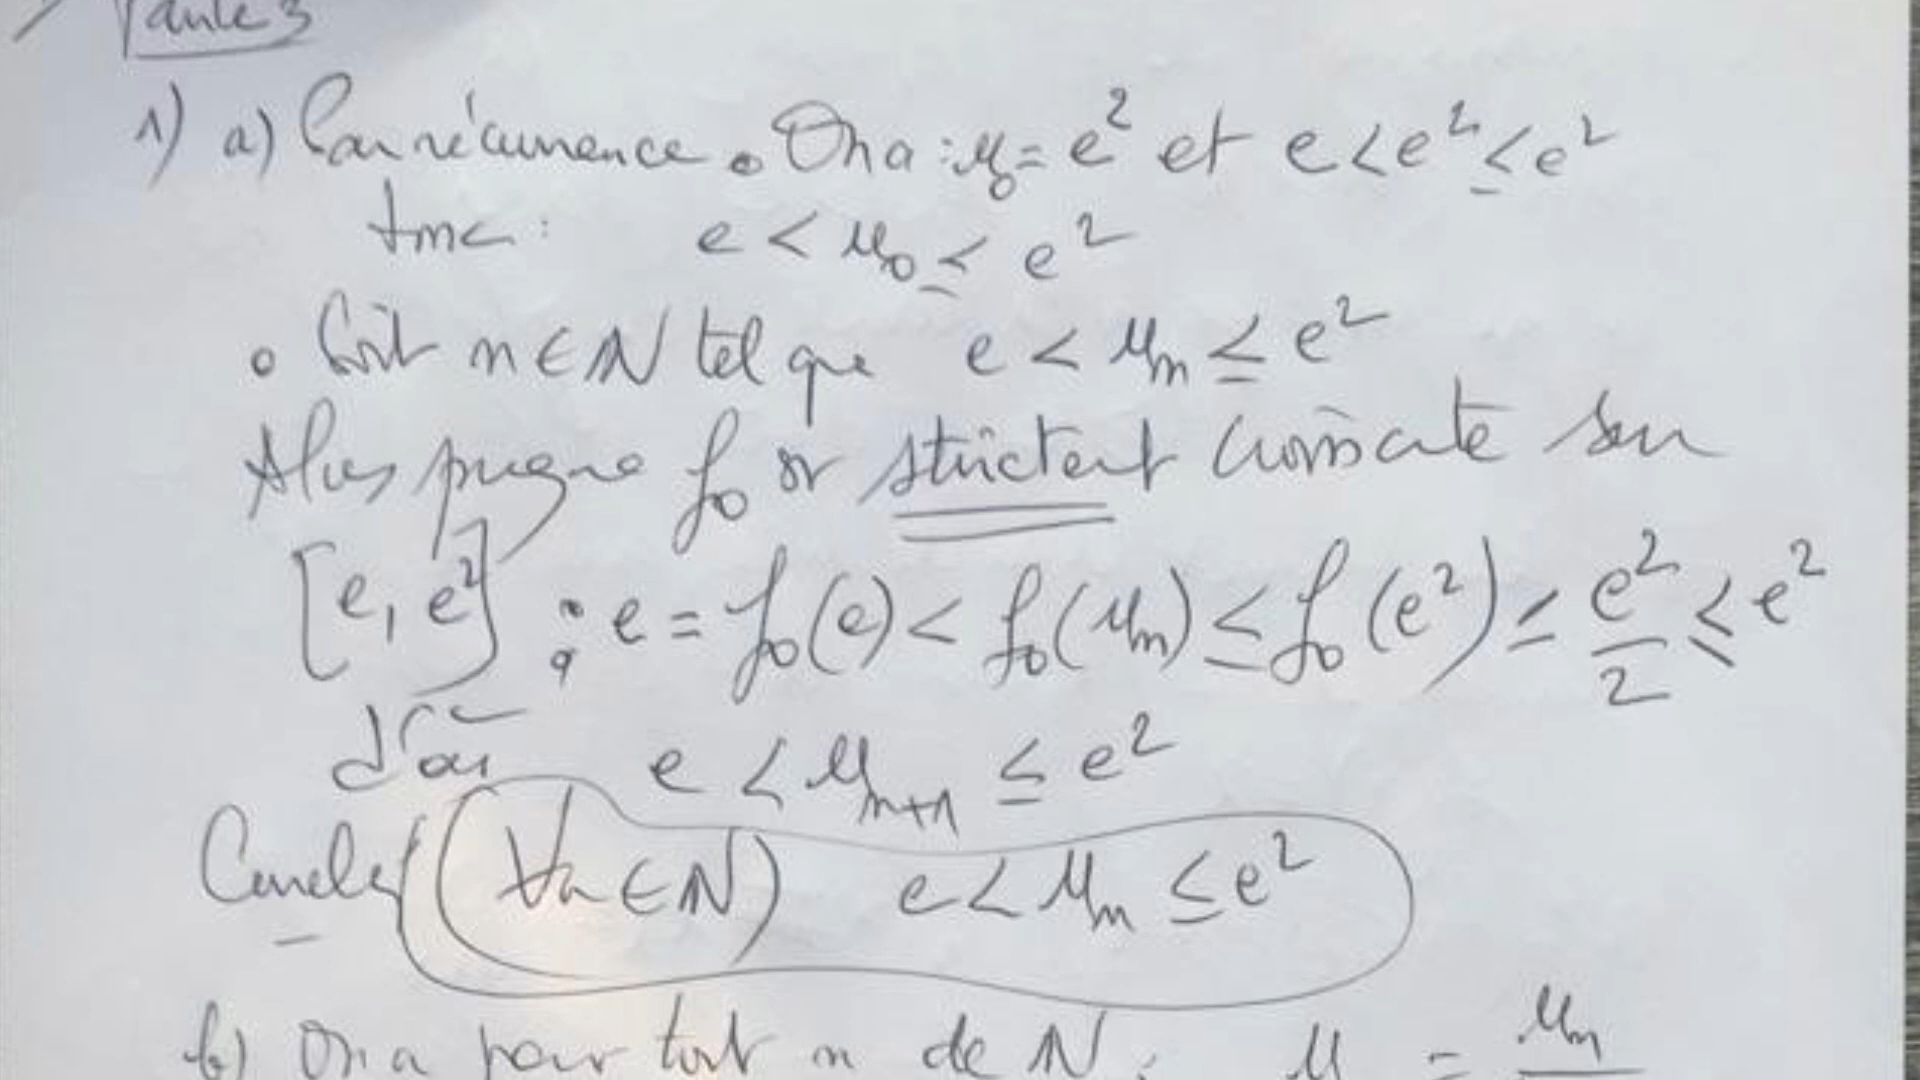 Partie 3
1) a) Par récurrence. On a : u₀ = e² et e < e² ≤ e²
donc : e < u₀ ≤ e²
• Soit n ∈ N tel que e < uₙ ≤ e²
Alors puisque f₀ est strictent croissante sur
[e, e²] ; e = f₀(e) < f₀(uₙ) ≤ f₀(e²) = e²/2 ≤ e²
d'où e < uₙ₊₁ ≤ e²
Concl. (∀n ∈ N) e < uₙ ≤ e²
b) On a pour tout n de N : u = uₙ